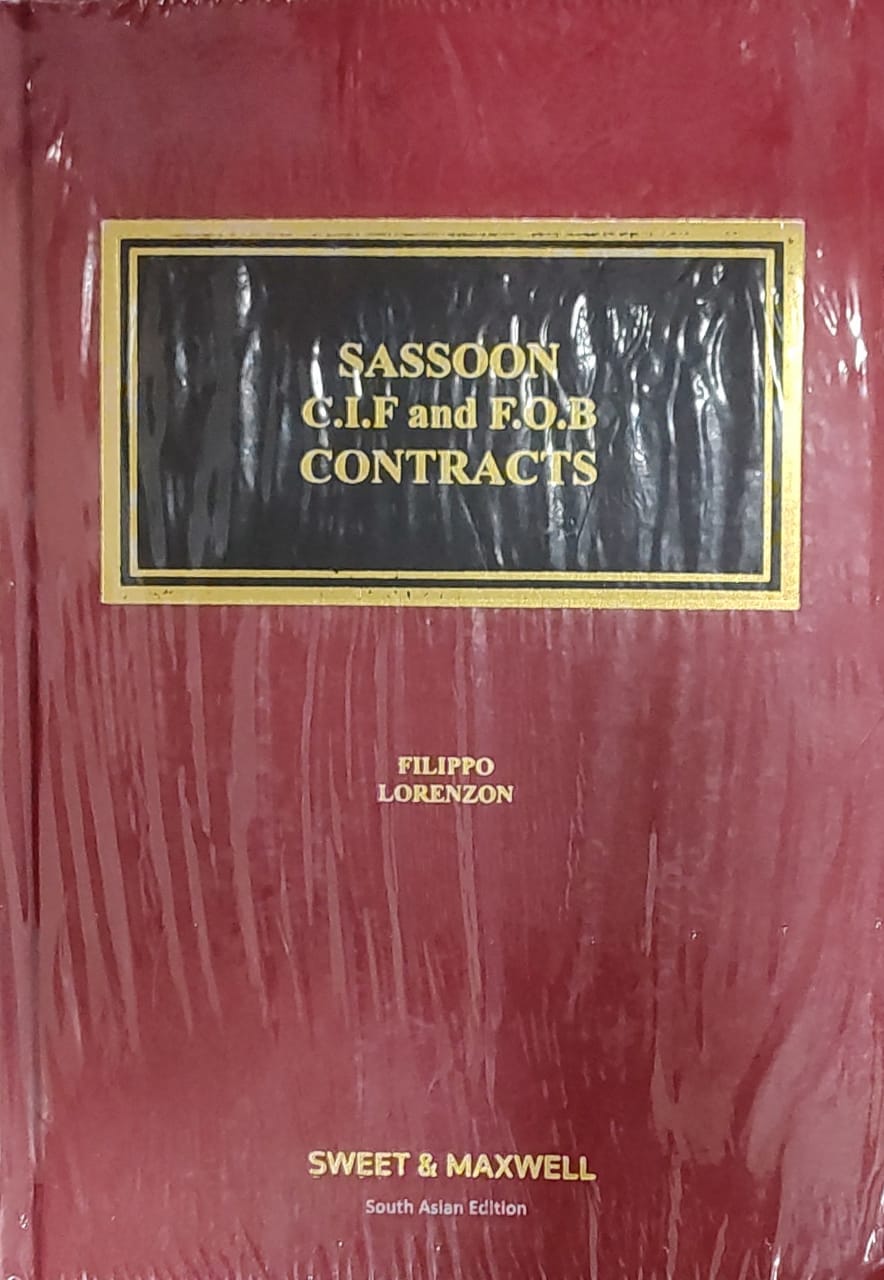 SASSOON
C.I.F and F.O.B
CONTRACTS
FILIPPO
LORENZON
SWEET & MAXWELL
South Asian Edition